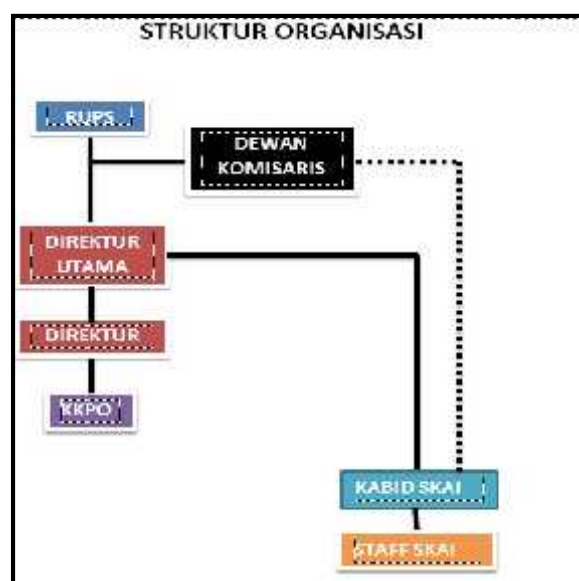 STRUKTUR ORGANISASI
RUPS
DEWAN
KOMISARIS
DIREKTUR
UTAMA
DIREKTUR
KKPO
KABID SKAI
STAFF SKAI